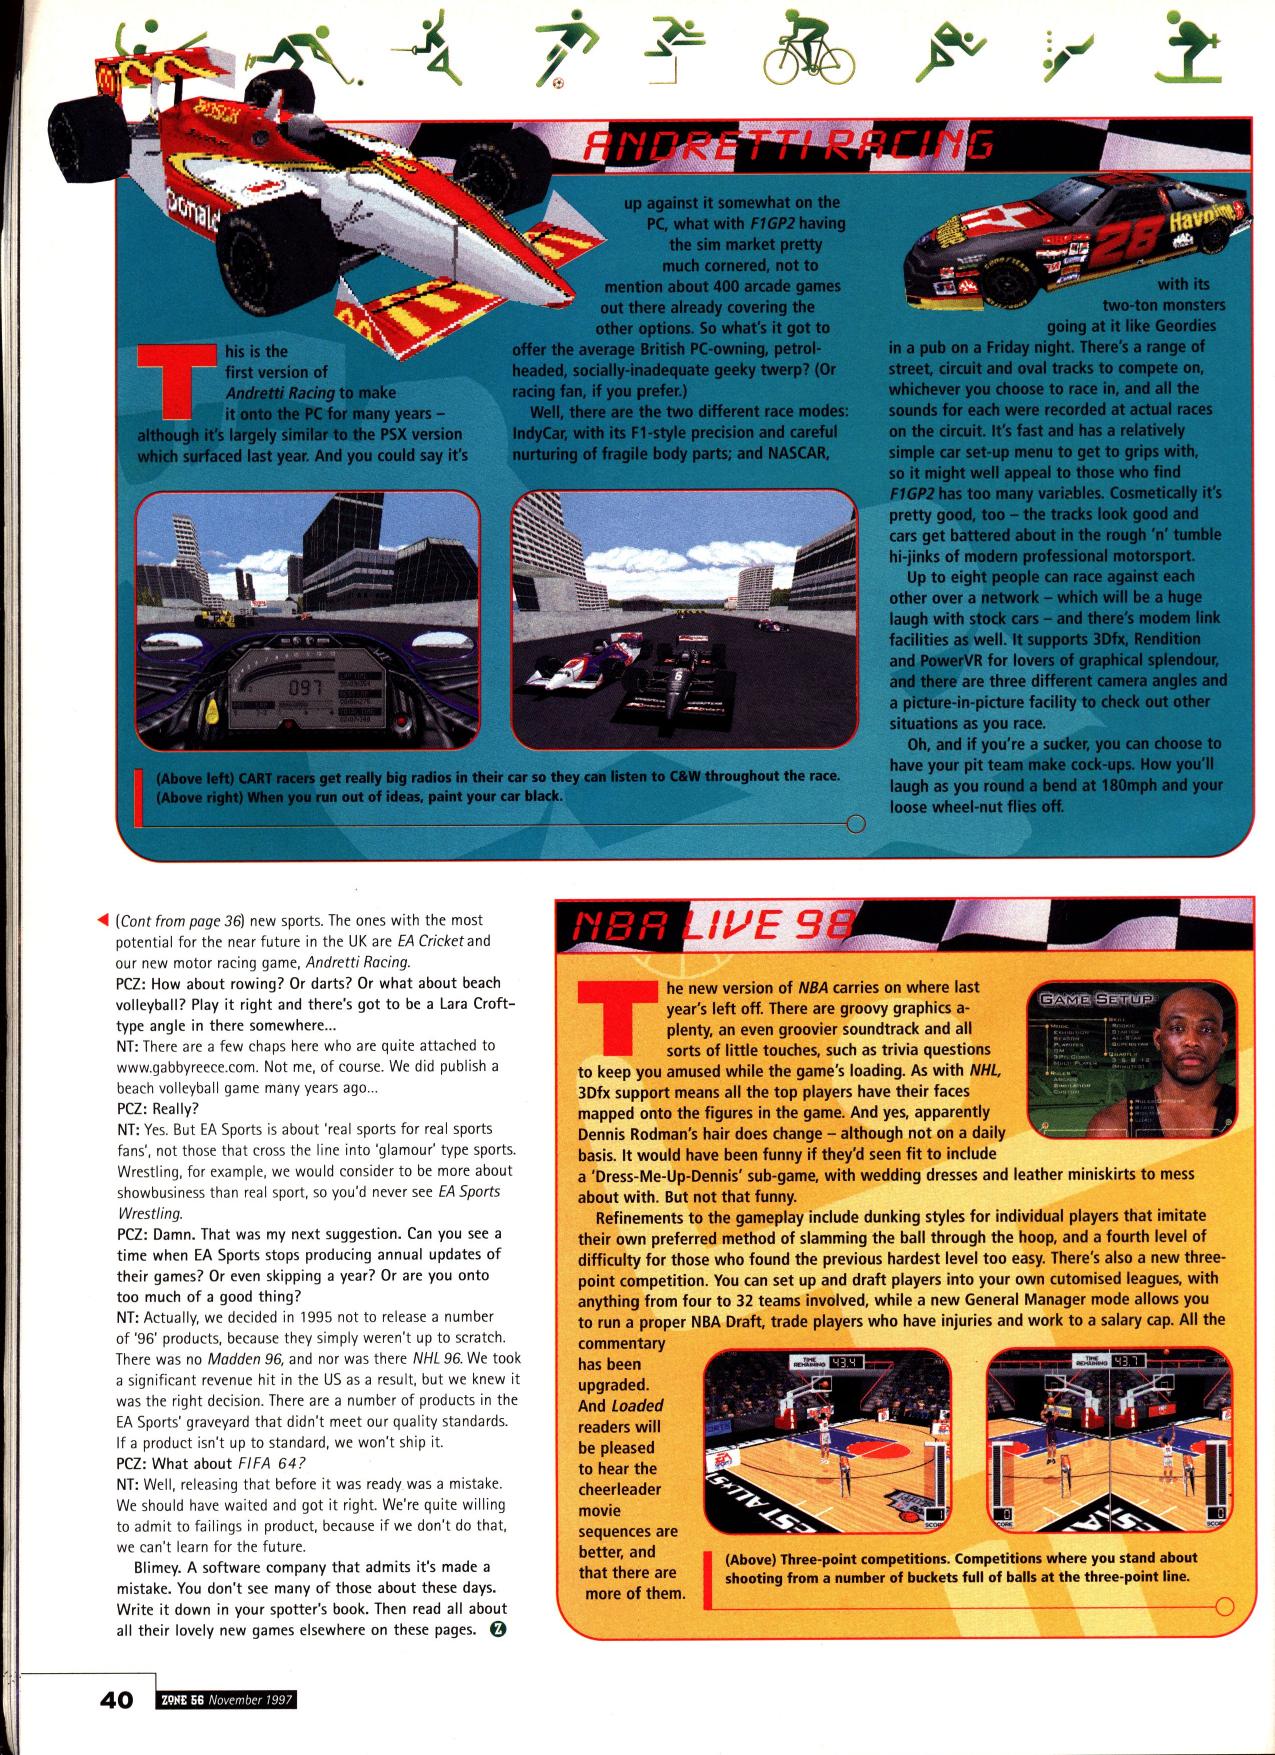 ANDRETTI RACING
BOSCH
Donald
28
Havoline
MAC
This is the
first version of
Andretti Racing to make
it onto the PC for many years –
although it's largely similar to the PSX version
which surfaced last year. And you could say it's
up against it somewhat on the
PC, what with F1GP2 having
the sim market pretty
much cornered, not to
mention about 400 arcade games
out there already covering the
other options. So what's it got to
offer the average British PC-owning, petrol-
headed, socially-inadequate geeky twerp? (Or
racing fan, if you prefer.)
Well, there are the two different race modes:
IndyCar, with its F1-style precision and careful
nurturing of fragile body parts; and NASCAR,
with its
two-ton monsters
going at it like Geordies
in a pub on a Friday night. There's a range of
street, circuit and oval tracks to compete on,
whichever you choose to race in, and all the
sounds for each were recorded at actual races
on the circuit. It's fast and has a relatively
simple car set-up menu to get to grips with,
so it might well appeal to those who find
F1GP2 has too many variables. Cosmetically it's
pretty good, too – the tracks look good and
cars get battered about in the rough 'n' tumble
hi-jinks of modern professional motorsport.
Up to eight people can race against each
other over a network – which will be a huge
laugh with stock cars – and there's modem link
facilities as well. It supports 3Dfx, Rendition
and PowerVR for lovers of graphical splendour,
and there are three different camera angles and
a picture-in-picture facility to check out other
situations as you race.
Oh, and if you're a sucker, you can choose to
have your pit team make cock-ups. How you'll
laugh as you round a bend at 180mph and your
loose wheel-nut flies off.
097
6
(Above left) CART racers get really big radios in their car so they can listen to C&W throughout the race.
(Above right) When you run out of ideas, paint your car black.
(Cont from page 36) new sports. The ones with the most
potential for the near future in the UK are EA Cricket and
our new motor racing game, Andretti Racing.
PCZ: How about rowing? Or darts? Or what about beach
volleyball? Play it right and there's got to be a Lara Croft-
type angle in there somewhere...
NT: There are a few chaps here who are quite attached to
www.gabbyreece.com. Not me, of course. We did publish a
beach volleyball game many years ago...
PCZ: Really?
NT: Yes. But EA Sports is about 'real sports for real sports
fans', not those that cross the line into 'glamour' type sports.
Wrestling, for example, we would consider to be more about
showbusiness than real sport, so you'd never see EA Sports
Wrestling.
PCZ: Damn. That was my next suggestion. Can you see a
time when EA Sports stops producing annual updates of
their games? Or even skipping a year? Or are you onto
too much of a good thing?
NT: Actually, we decided in 1995 not to release a number
of '96' products, because they simply weren't up to scratch.
There was no Madden 96, and nor was there NHL 96. We took
a significant revenue hit in the US as a result, but we knew it
was the right decision. There are a number of products in the
EA Sports' graveyard that didn't meet our quality standards.
If a product isn't up to standard, we won't ship it.
PCZ: What about FIFA 64?
NT: Well, releasing that before it was ready was a mistake.
We should have waited and got it right. We're quite willing
to admit to failings in product, because if we don't do that,
we can't learn for the future.
Blimey. A software company that admits it's made a
mistake. You don't see many of those about these days.
Write it down in your spotter's book. Then read all about
all their lovely new games elsewhere on these pages. Z
NBA LIVE 98
The new version of NBA carries on where last
year's left off. There are groovy graphics a-
plenty, an even groovier soundtrack and all
sorts of little touches, such as trivia questions
to keep you amused while the game's loading. As with NHL,
3Dfx support means all the top players have their faces
mapped onto the figures in the game. And yes, apparently
Dennis Rodman's hair does change – although not on a daily
basis. It would have been funny if they'd seen fit to include
a 'Dress-Me-Up-Dennis' sub-game, with wedding dresses and leather miniskirts to mess
about with. But not that funny.
Refinements to the gameplay include dunking styles for individual players that imitate
their own preferred method of slamming the ball through the hoop, and a fourth level of
difficulty for those who found the previous hardest level too easy. There's also a new three-
point competition. You can set up and draft players into your own cutomised leagues, with
anything from four to 32 teams involved, while a new General Manager mode allows you
to run a proper NBA Draft, trade players who have injuries and work to a salary cap. All the
commentary
has been
upgraded.
And Loaded
readers will
be pleased
to hear the
cheerleader
movie
sequences are
better, and
that there are
more of them.
GAME SETUP
TIME
REMAINING 43.4
TIME
REMAINING 43.7
(Above) Three-point competitions. Competitions where you stand about
shooting from a number of buckets full of balls at the three-point line.
40 ZONE 56 November 1997